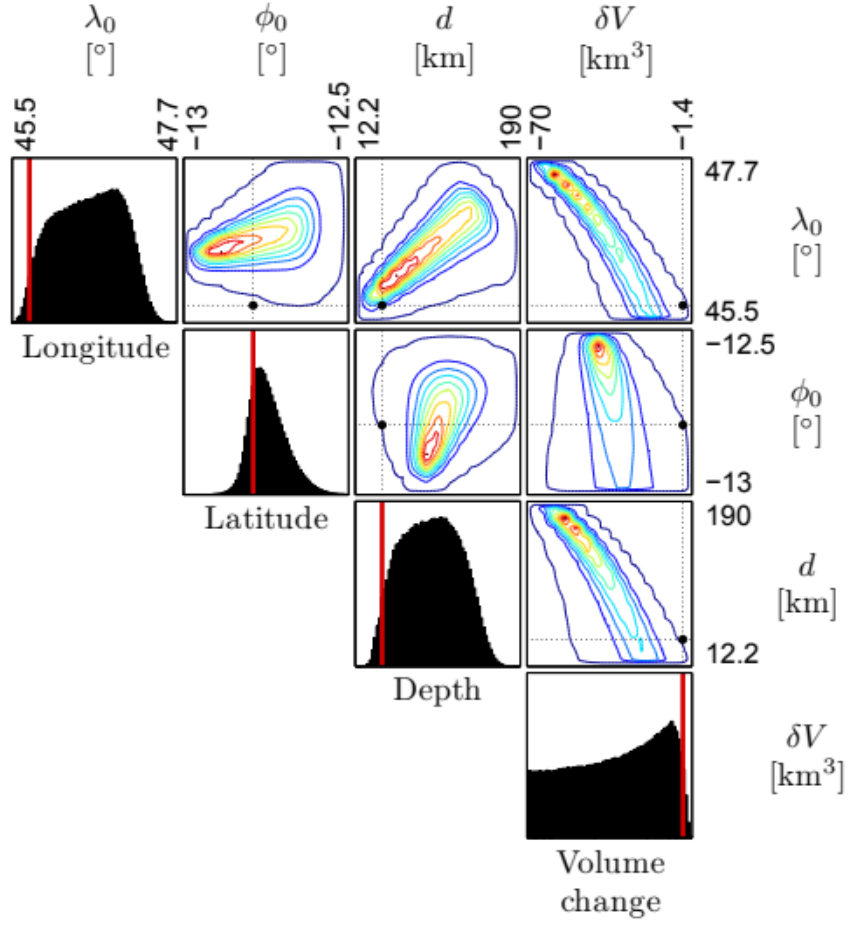 λ₀ ϕ₀ d δV
[°] [°] [km] [km³]
45.5 47.7 −13 −12.5 12.2 190 −70 −1.4
47.7
λ₀
[°]
45.5
Longitude
−12.5
ϕ₀
[°]
−13
Latitude
190
d
[km]
12.2
Depth
δV
[km³]
Volume
change